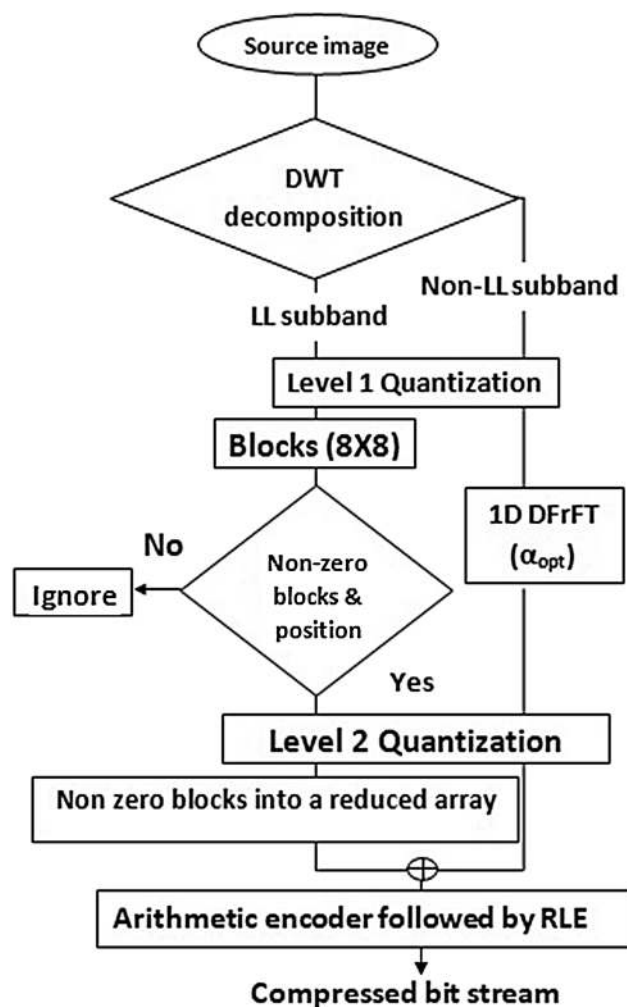 Source image
DWT
decomposition
Non-LL subband
LL subband
Level 1 Quantization
Blocks (8X8)
1D DFrFT
(αopt)
No
Non-zero
blocks &
position
Ignore
Yes
Level 2 Quantization
Non zero blocks into a reduced array
Arithmetic encoder followed by RLE
Compressed bit stream